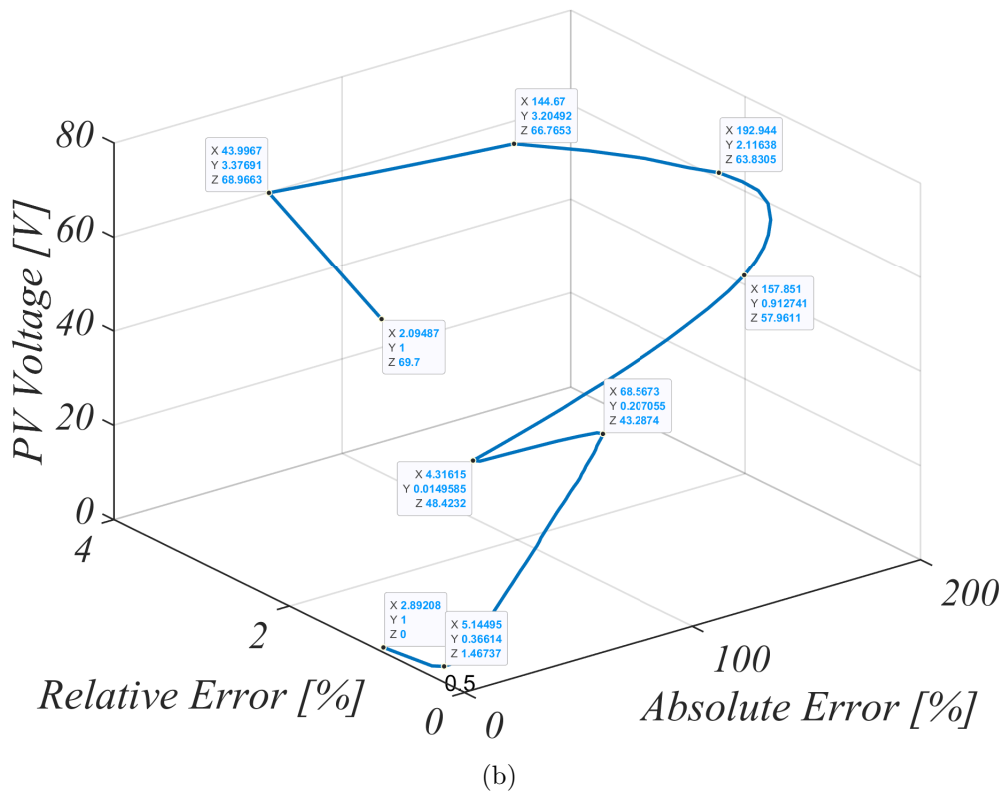 X 144.67
Y 3.20492
Z 66.7653
X 192.944
Y 2.11638
Z 63.8305
X 43.9967
Y 3.37691
Z 68.9663
80
60
40
20
0
PV Voltage [V]
X 157.851
Y 0.912741
Z 57.9611
X 2.09487
Y 1
Z 69.7
X 68.5673
Y 0.207055
Z 43.2874
X 4.31615
Y 0.0149585
Z 48.4232
X 2.89208
Y 1
Z 0
X 5.14495
Y 0.36614
Z 1.46737
4
2
0
0.5
Relative Error [%]
0
100
200
Absolute Error [%]
(b)